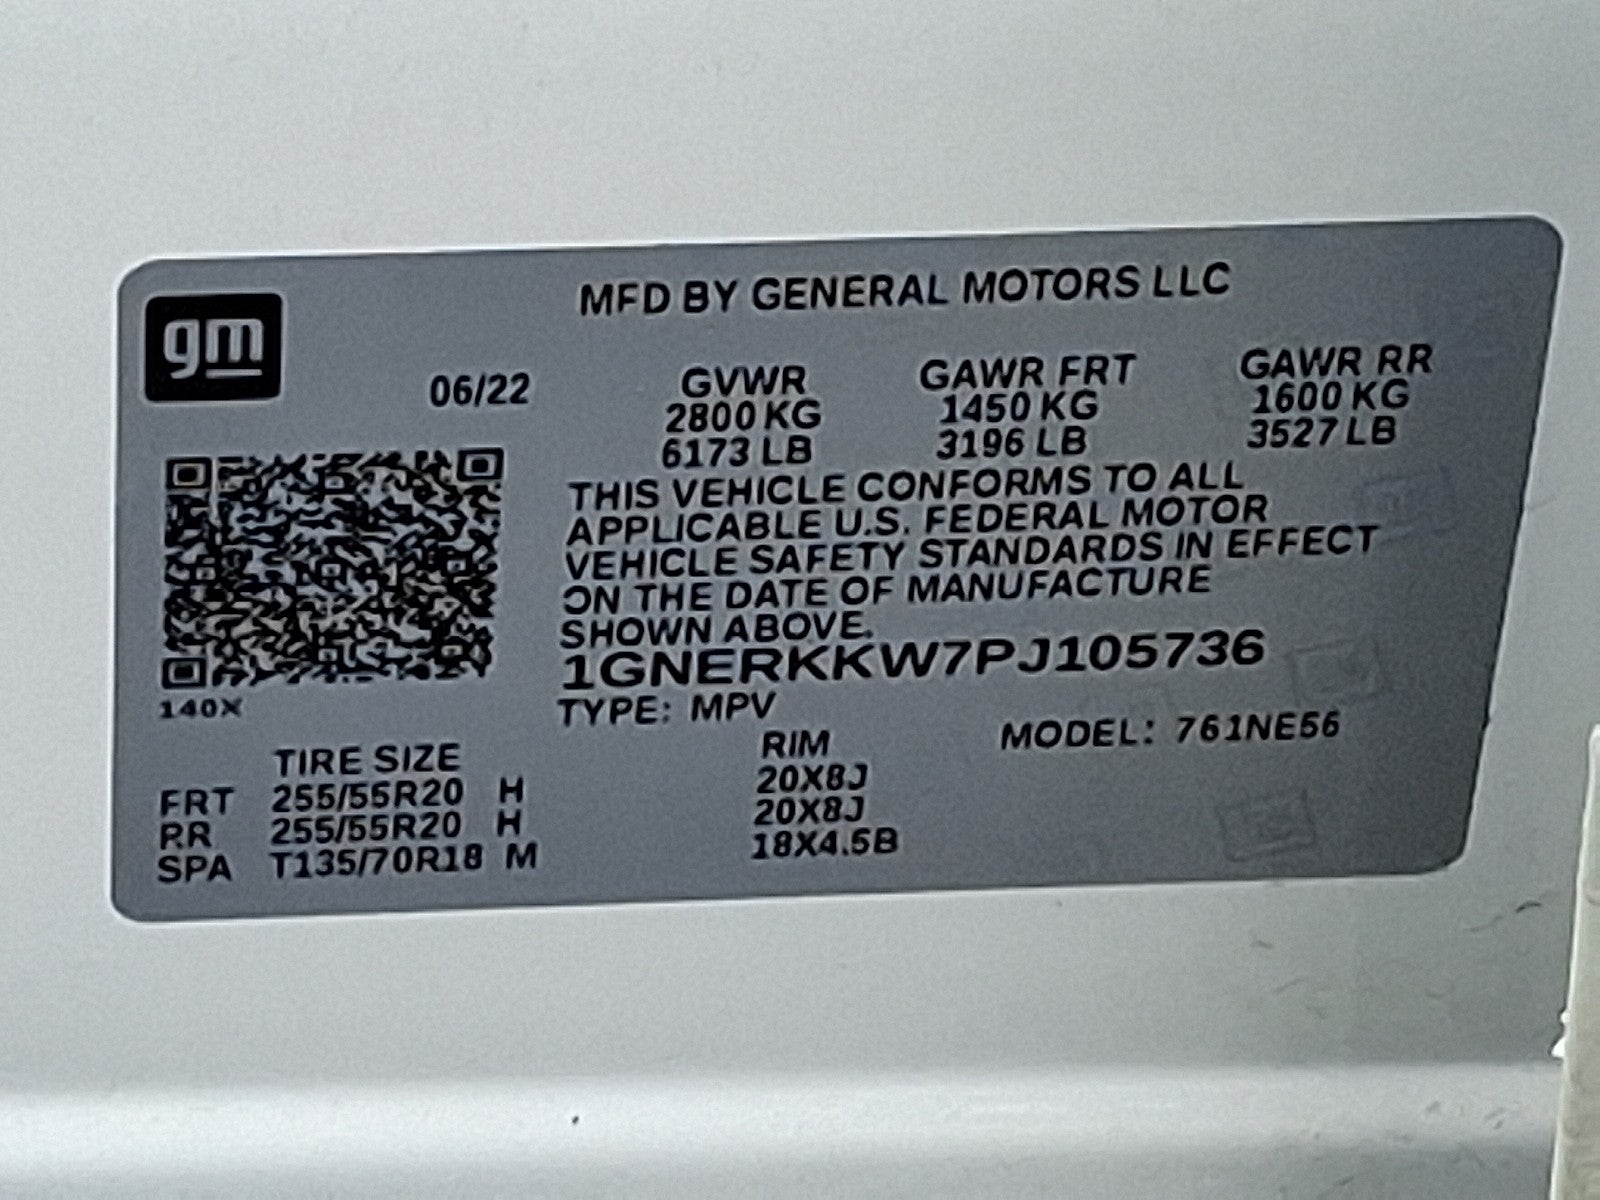 gm
MFD BY GENERAL MOTORS LLC
06/22
GVWR GAWR FRT GAWR RR
2800 KG 1450 KG 1600 KG
6173 LB 3196 LB 3527 LB
THIS VEHICLE CONFORMS TO ALL
APPLICABLE U.S. FEDERAL MOTOR
VEHICLE SAFETY STANDARDS IN EFFECT
ON THE DATE OF MANUFACTURE
SHOWN ABOVE.
1GNERKKW7PJ105736
140X
TYPE: MPV MODEL: 761NE56
TIRE SIZE RIM
FRT 255/55R20 H 20X8J
RR 255/55R20 H 20X8J
SPA T135/70R18 M 18X4.5B